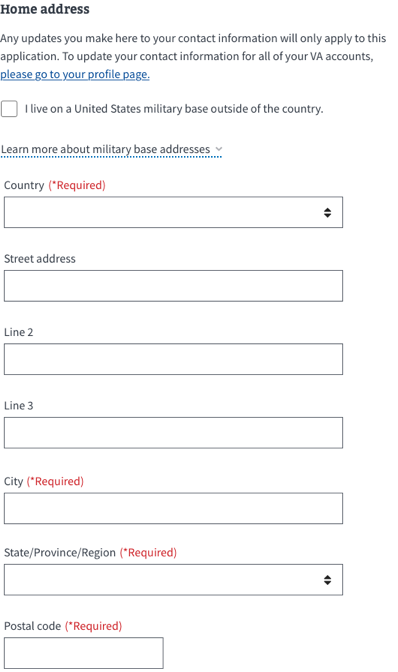 Home address
Any updates you make here to your contact information will only apply to this
application. To update your contact information for all of your VA accounts,
please go to your profile page.
I live on a United States military base outside of the country.
Learn more about military base addresses
Country (*Required)
Street address
Line 2
Line 3
City (*Required)
State/Province/Region (*Required)
Postal code (*Required)